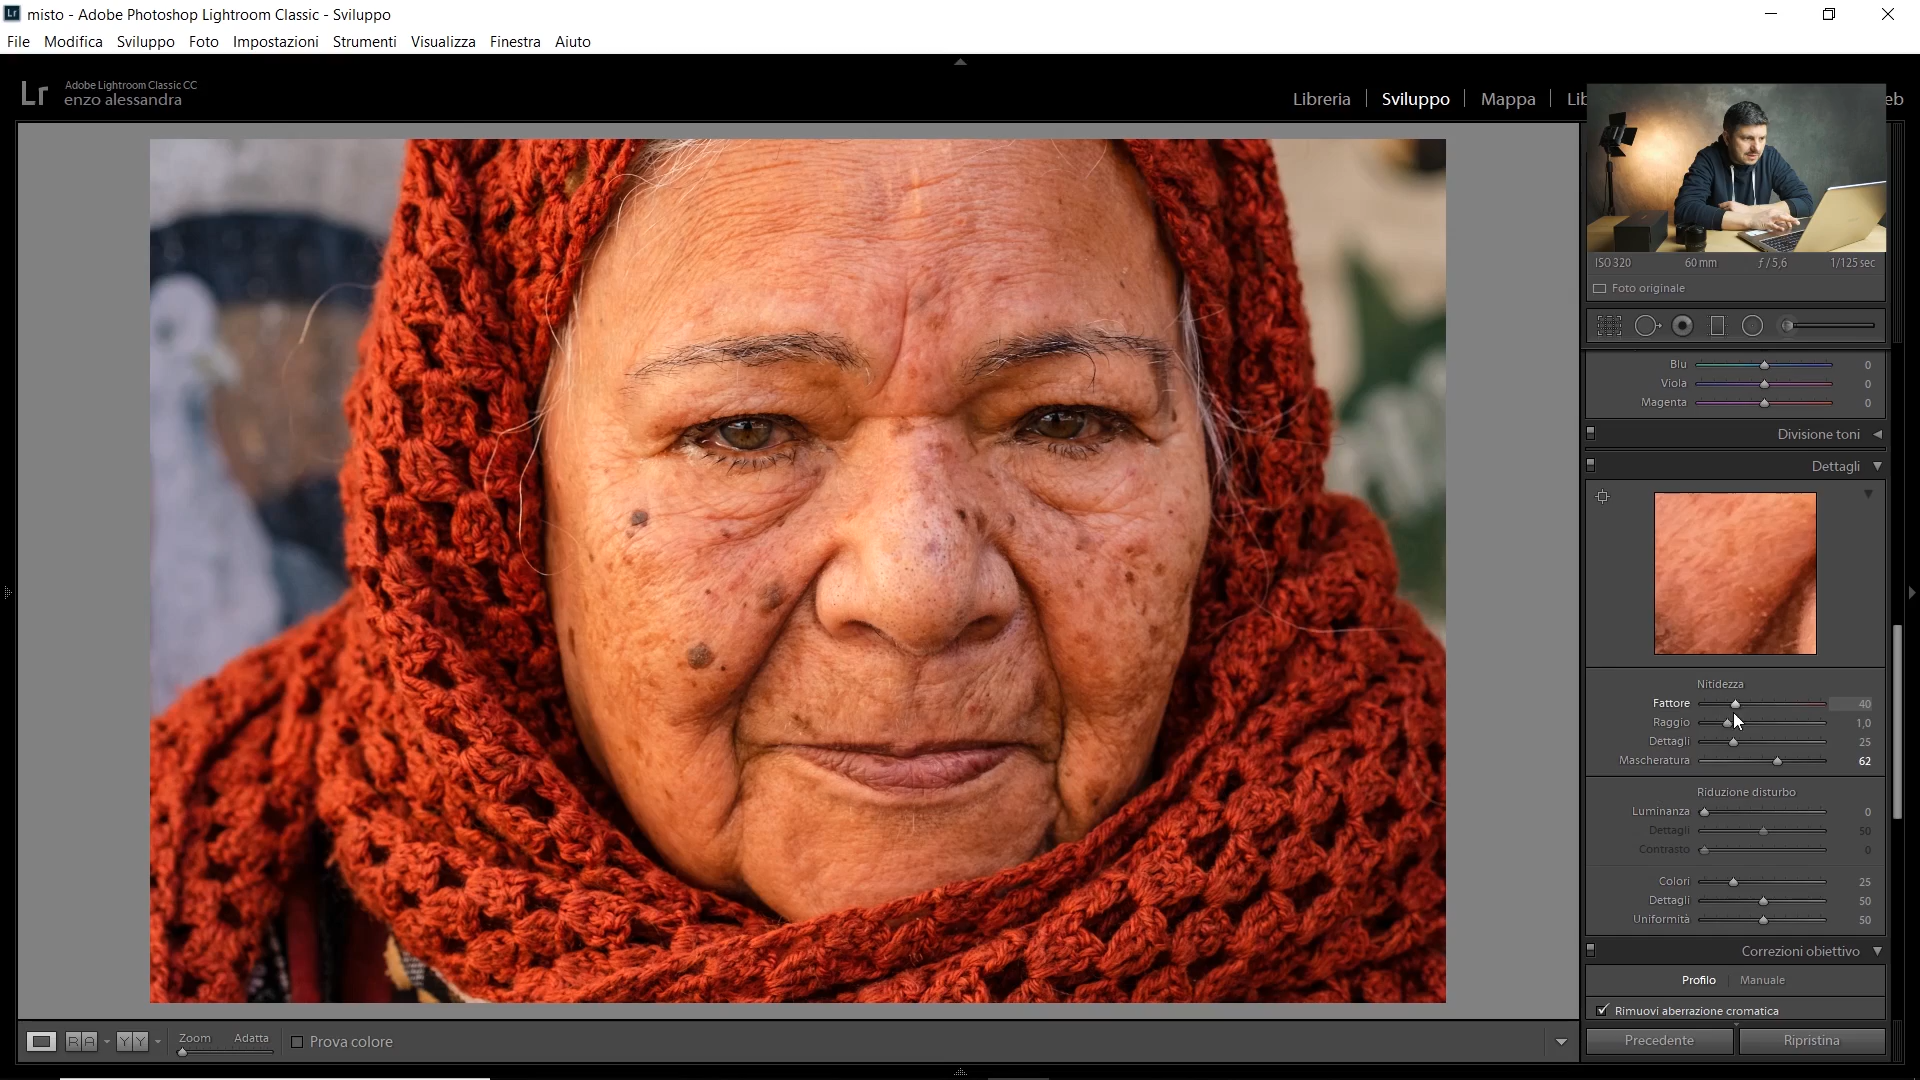 Lr misto - Adobe Photoshop Lightroom Classic - Sviluppo
File Modifica Sviluppo Foto Impostazioni Strumenti Visualizza Finestra Aiuto
Lr Adobe Lightroom Classic CC
enzo alessandra
Libreria Sviluppo Mappa
ISO 320 60 mm ƒ / 5,6 1/125 sec
Foto originale
Blu 0
Viola 0
Magenta 0
Divisione toni
Dettagli
Nitidezza
Fattore 40
Raggio 1,0
Dettagli 25
Mascheratura 62
Riduzione disturbo
Luminanza 0
Dettagli 50
Contrasto 0
Colori 25
Dettagli 50
Uniformità 50
Correzioni obiettivo
Profilo Manuale
Rimuovi aberrazione cromatica
R A Y Y Zoom Adatta Prova colore
Precedente Ripristina